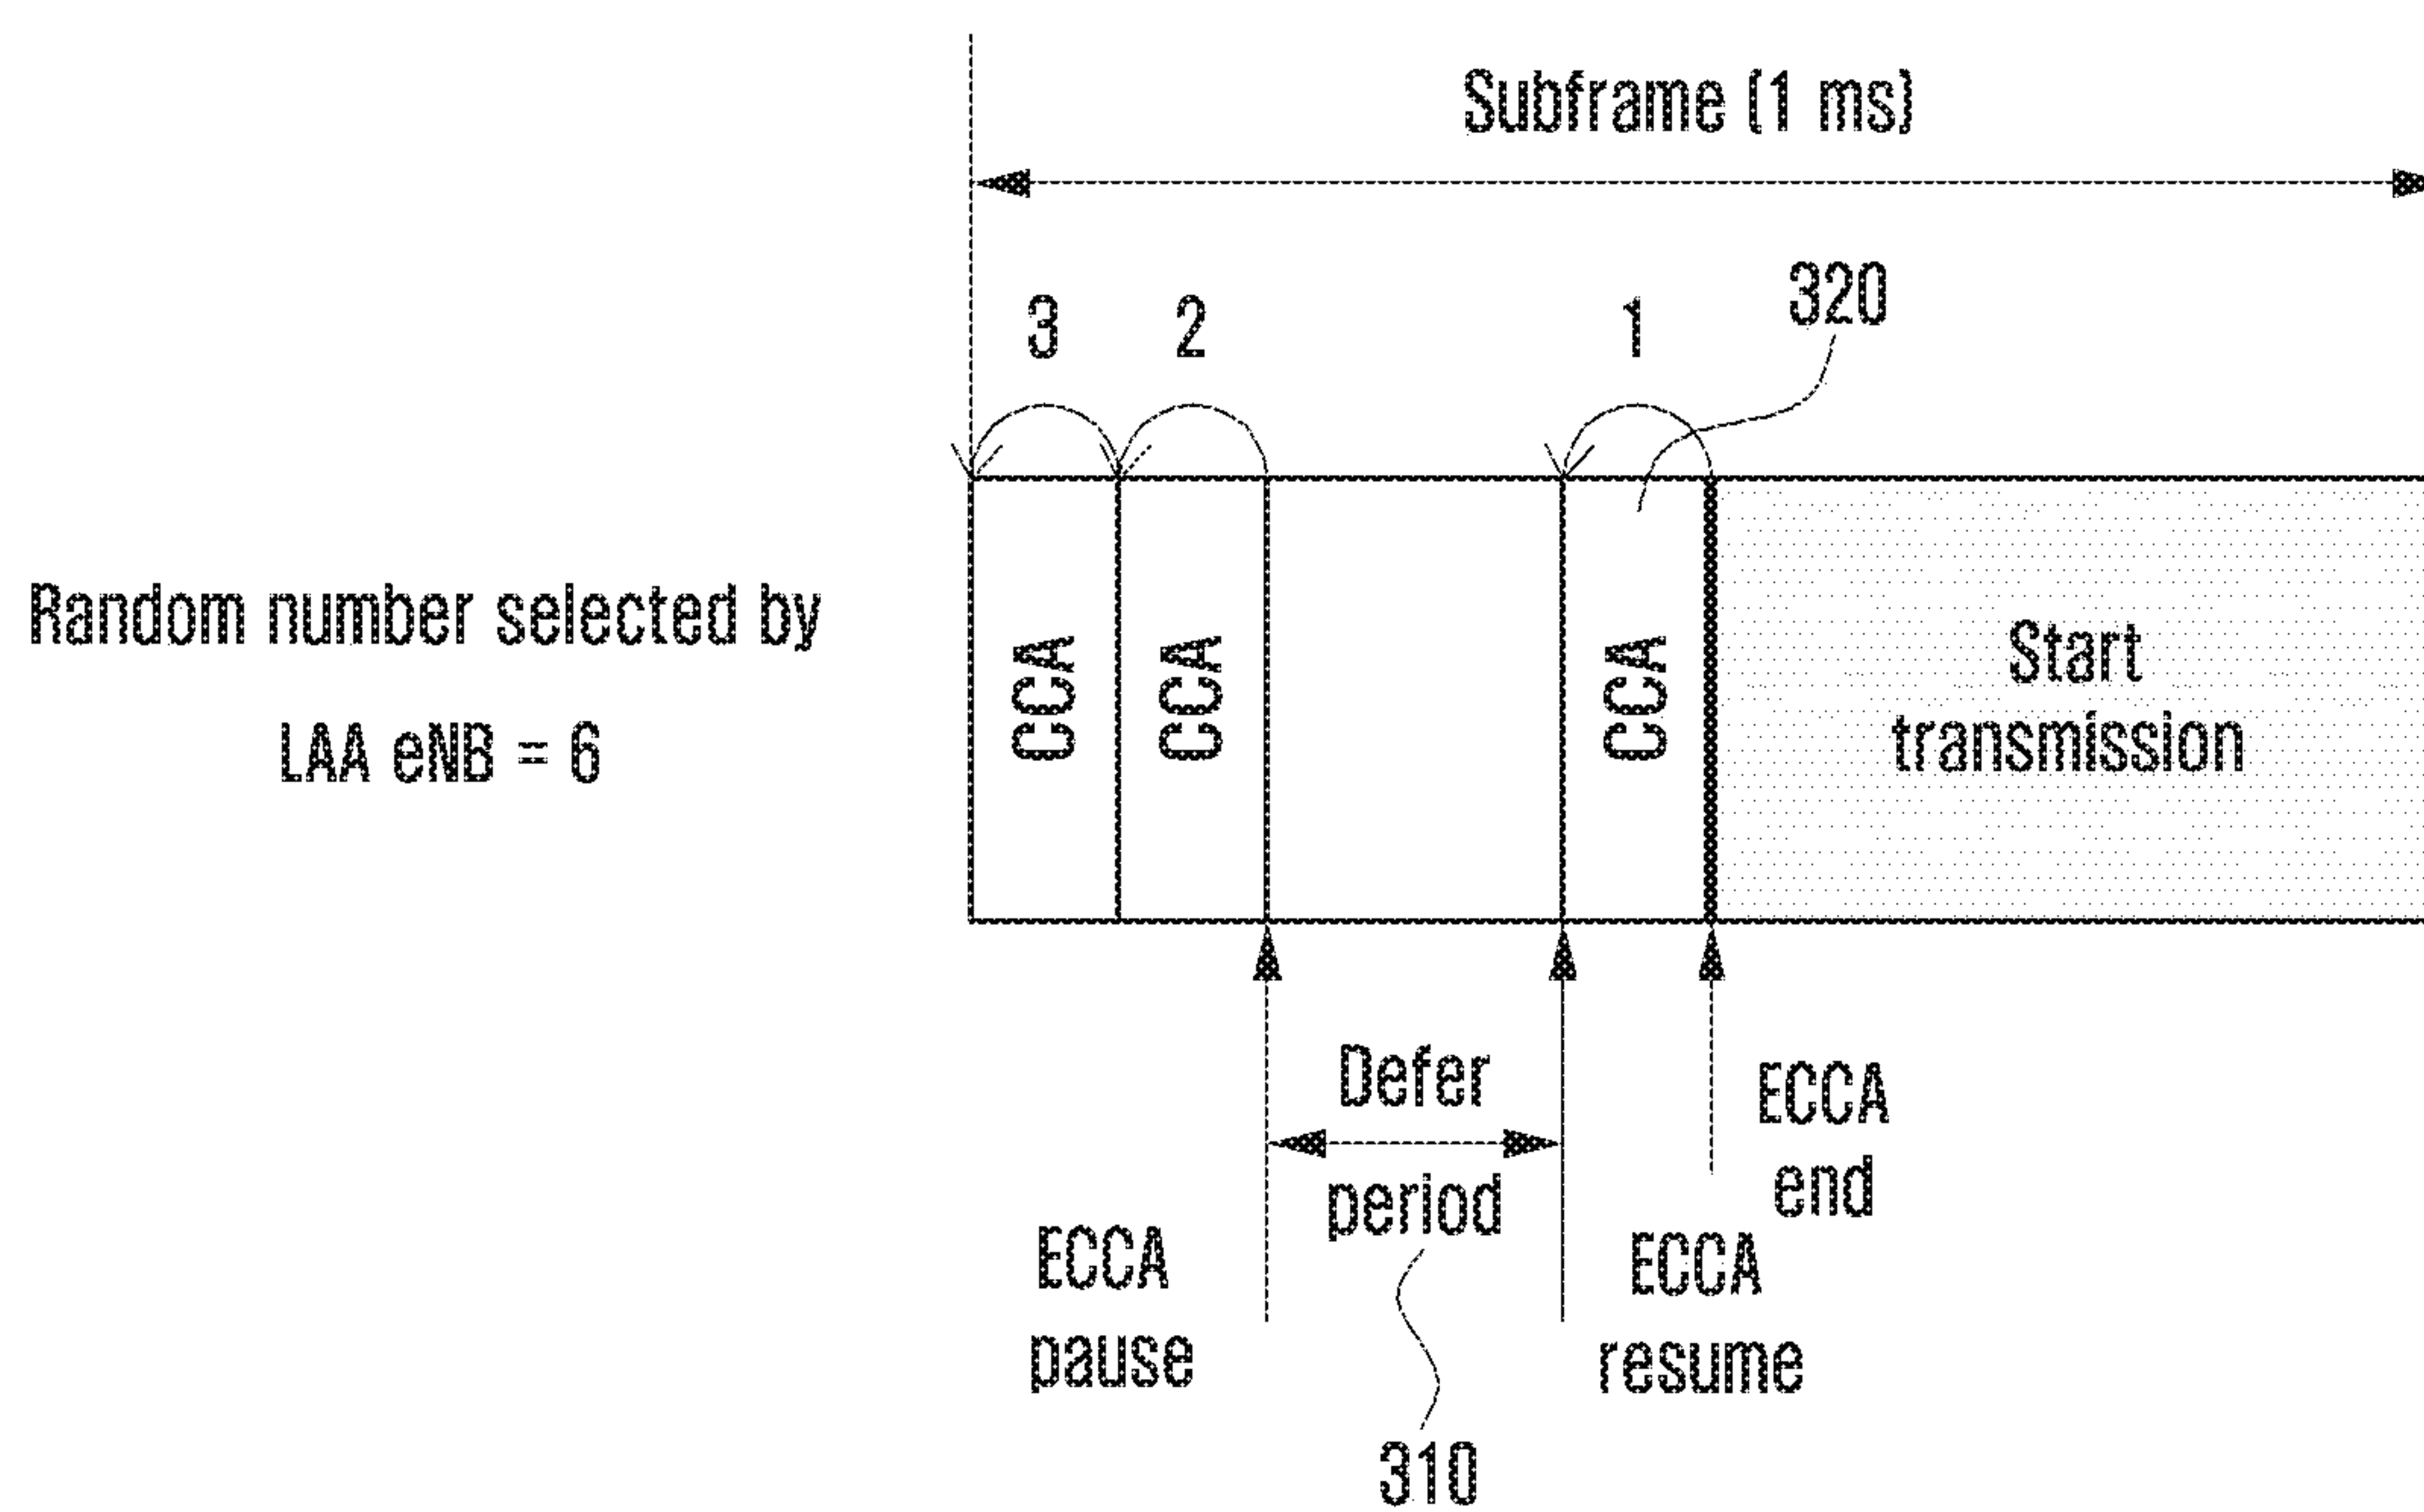 Subframe (1 ms)
320
3
2
1
Random number selected by
LAA eNB = 6
CCA
CCA
CCA
Start
transmission
Defer
period
ECCA
end
ECCA
pause
ECCA
resume
310